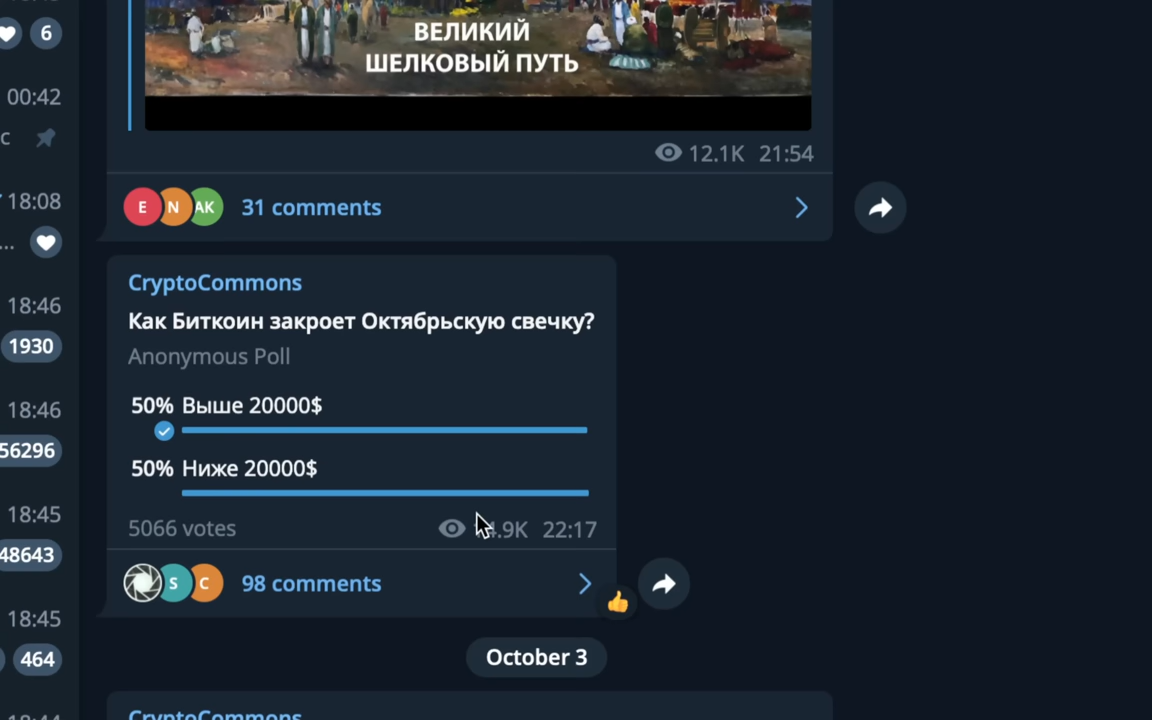 6
ВЕЛИКИЙ
ШЕЛКОВЫЙ ПУТЬ
00:42
с
12.1K 21:54
18:08
E N AK 31 comments
...
CryptoCommons
18:46
Как Биткоин закроет Октябрьскую свечку?
1930
Anonymous Poll
18:46
50% Выше 20000$
56296
50% Ниже 20000$
18:45
5066 votes .9K 22:17
48643
S C 98 comments
18:45
464
October 3
CryptoCommons